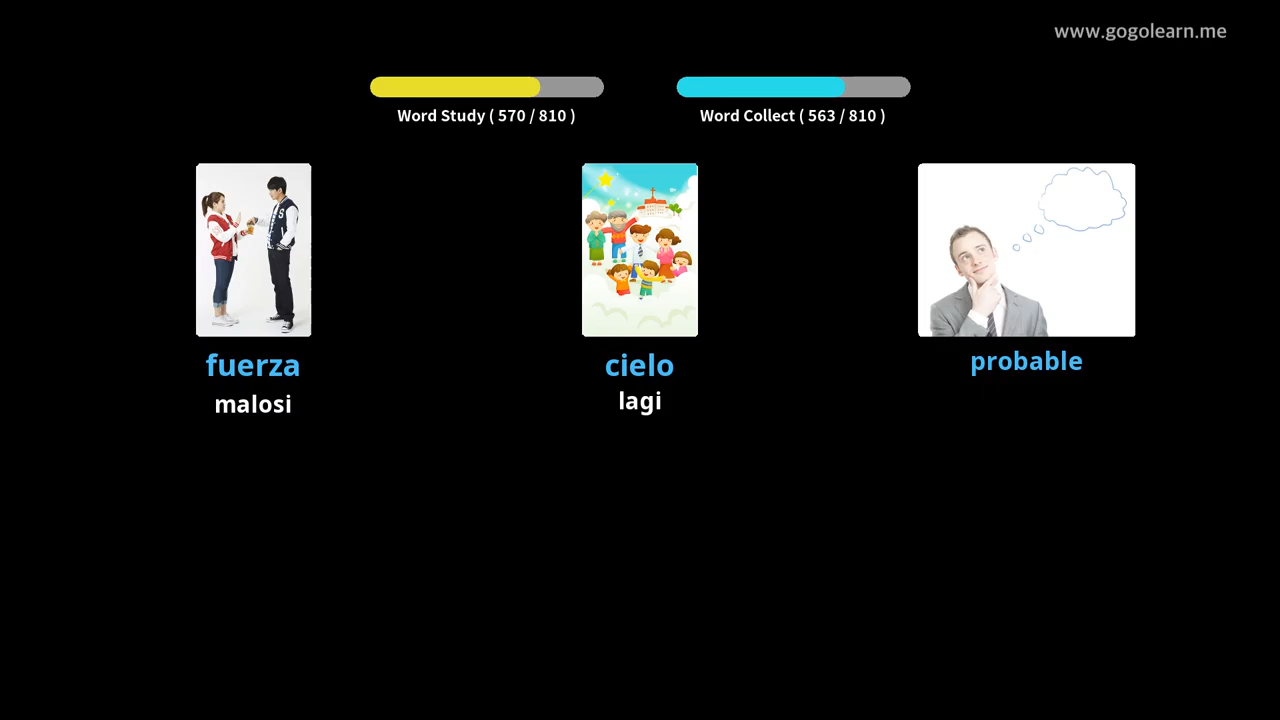 www.gogolearn.me
Word Study ( 570 / 810 )
Word Collect ( 563 / 810 )
fuerza
malosi
cielo
lagi
probable